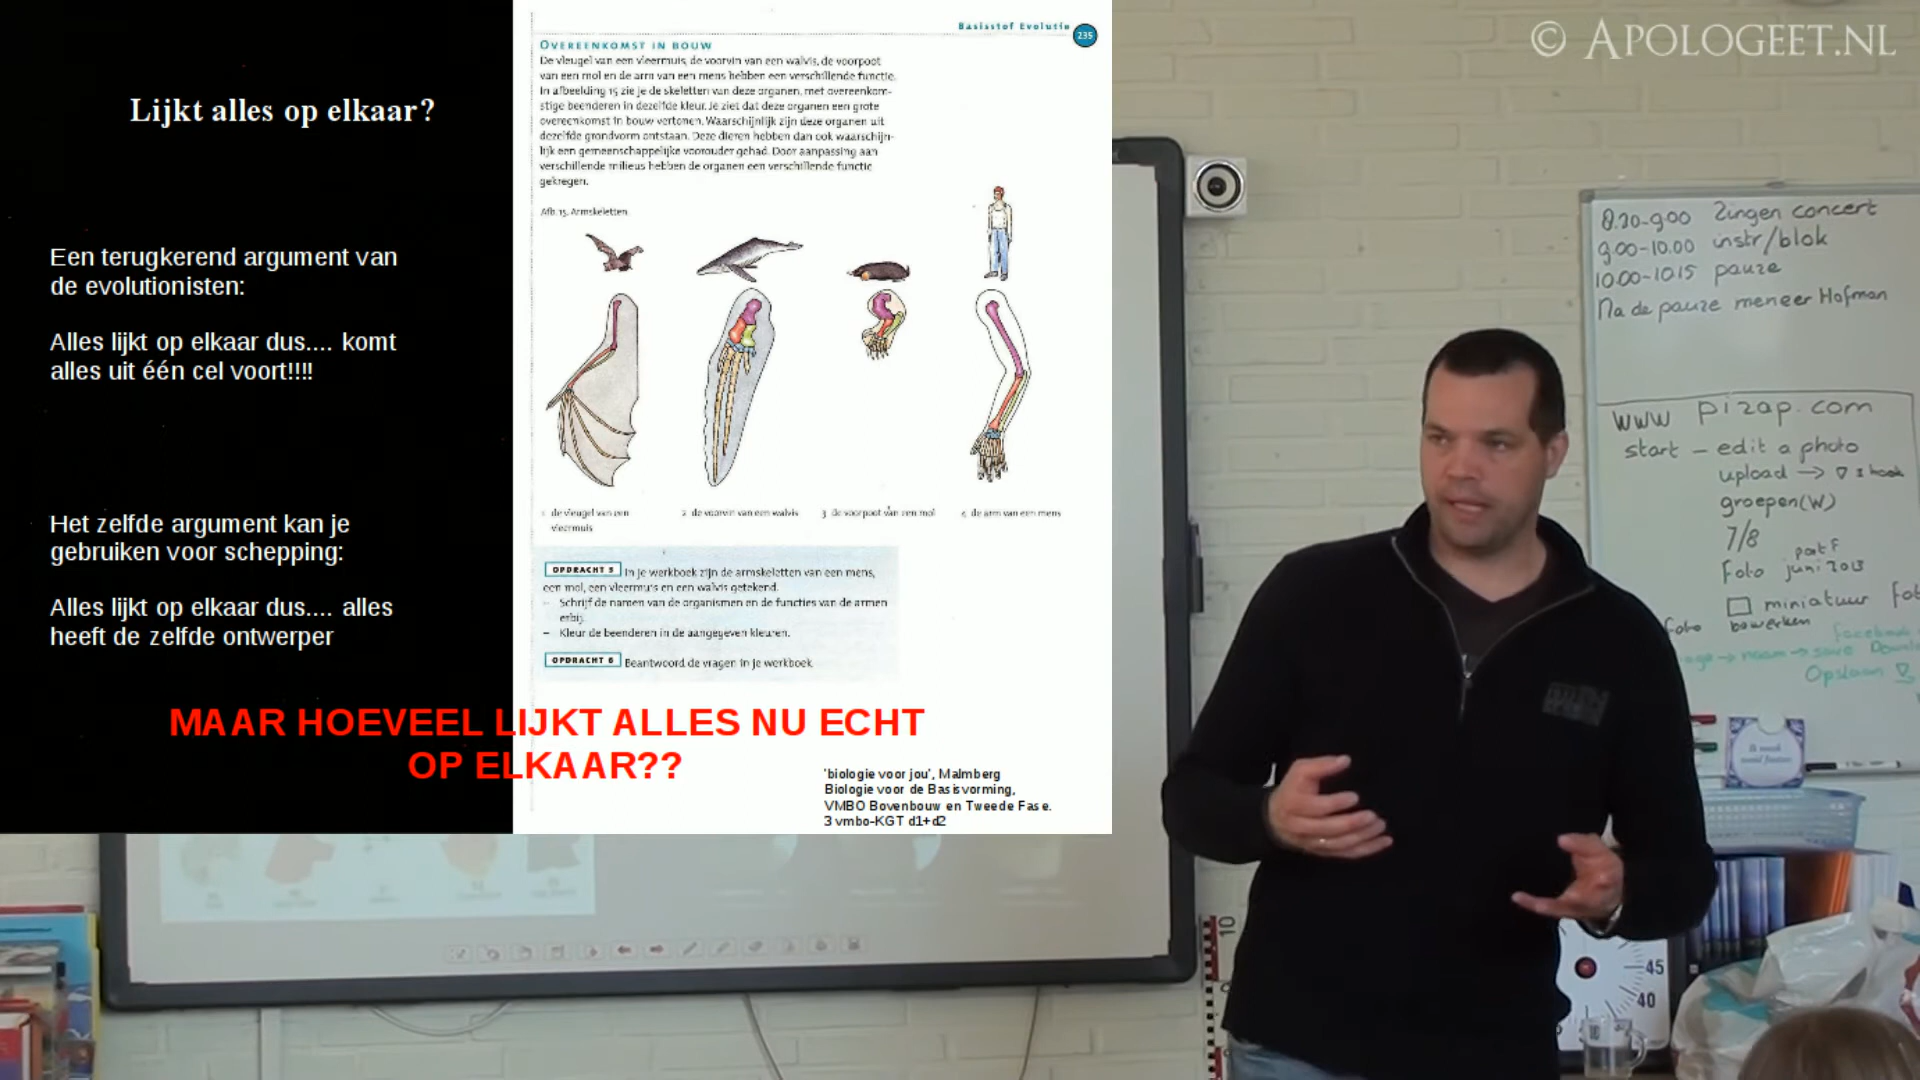 © APOLOGEET.NL
Lijkt alles op elkaar?
Een terugkerend argument van
de evolutionisten:
Alles lijkt op elkaar dus.... komt
alles uit één cel voort!!!!
Het zelfde argument kan je
gebruiken voor schepping:
Alles lijkt op elkaar dus.... alles
heeft de zelfde ontwerper
Basisstof Evolutie 235
OVEREENKOMST IN BOUW
De vleugel van een vleermuis, de voorvin van een walvis, de voorpoot
van een mol en de arm van een mens hebben een verschillende functie.
In afbeelding 15 zie je de skeletten van deze organen, met overeenkom-
stige beenderen in dezelfde kleur. Je ziet dat deze organen een grote
overeenkomst in bouw vertonen. Waarschijnlijk zijn deze organen uit
dezelfde grondvorm ontstaan. Deze dieren hebben dan ook waarschijn-
lijk een gemeenschappelijke voorouder gehad. Door aanpassing aan
verschillende milieus hebben de organen een verschillende functie
gekregen.
Afb. 15. Armskeletten
1 de vleugel van een
vleermuis
2 de voorvin van een walvis
3 de voorpoot van een mol
4 de arm van een mens
OPDRACHT 5 In je werkboek zijn de armskeletten van een mens,
een mol, een vleermuis en een walvis getekend.
– Schrijf de namen van de organismen en de functies van de armen
erbij.
– Kleur de beenderen in de aangegeven kleuren.
OPDRACHT 6 Beantwoord de vragen in je werkboek
MAAR HOEVEEL LIJKT ALLES NU ECHT
OP ELKAAR??
'biologie voor jou', Malmberg
Biologie voor de Basisvorming,
VMBO Bovenbouw en Tweede Fase.
3 vmbo-KGT d1+d2
8.30-9.00 Zingen concert
9.00-10.00 instr/blok
10.00-10.15 pauze
Na de pauze meneer Hofman
www pizap.com
start – edit a photo
upload →
groepen(W)
7/8
foto juni 2013
miniatuur
foto bewerken
facebook
naam → save
Opslaan
10
45
40